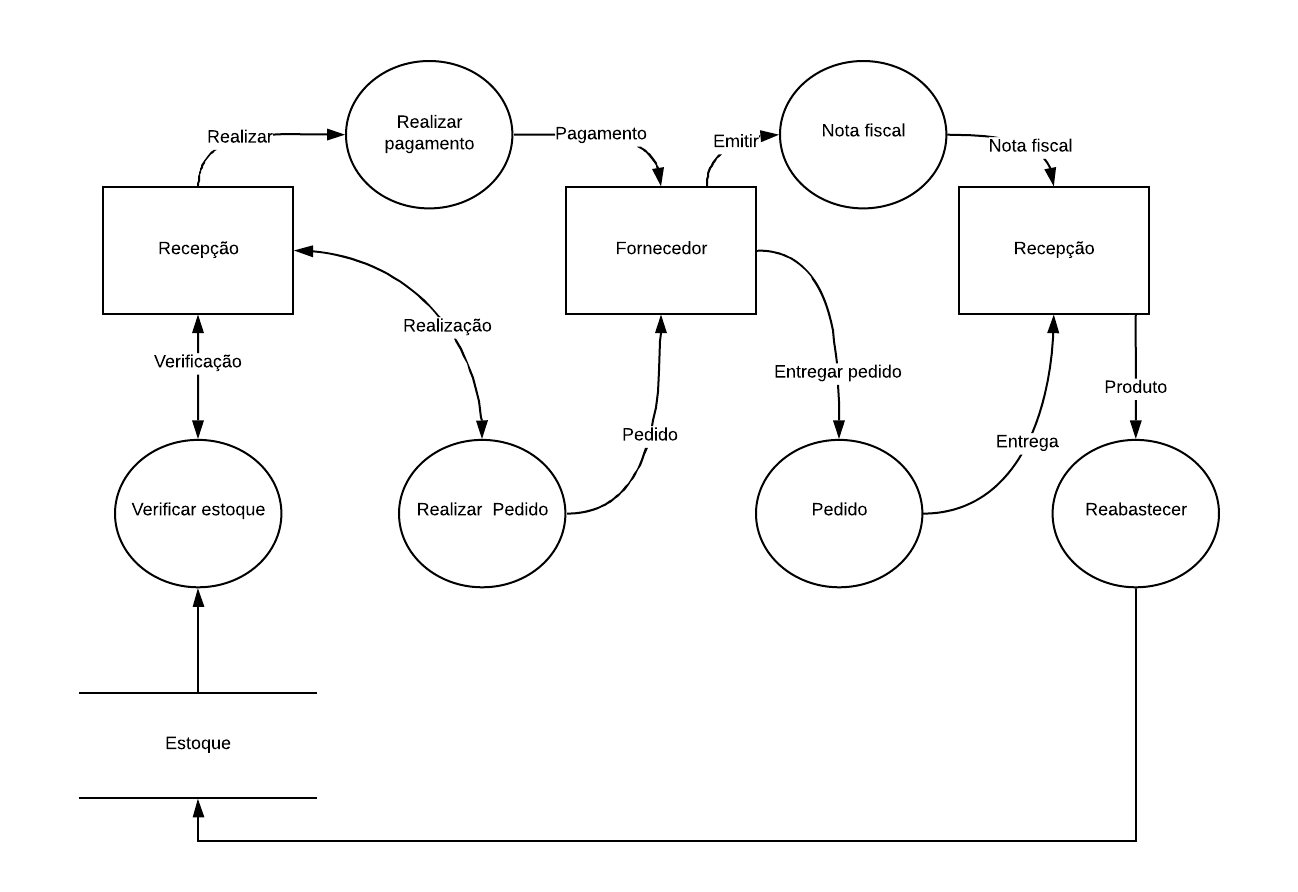 Realizar
pagamento
Nota fiscal
Realizar
Pagamento
Emitir
Nota fiscal
Recepção
Fornecedor
Recepção
Realização
Verificação
Entregar pedido
Produto
Pedido
Entrega
Verificar estoque
Realizar  Pedido
Pedido
Reabastecer
Estoque